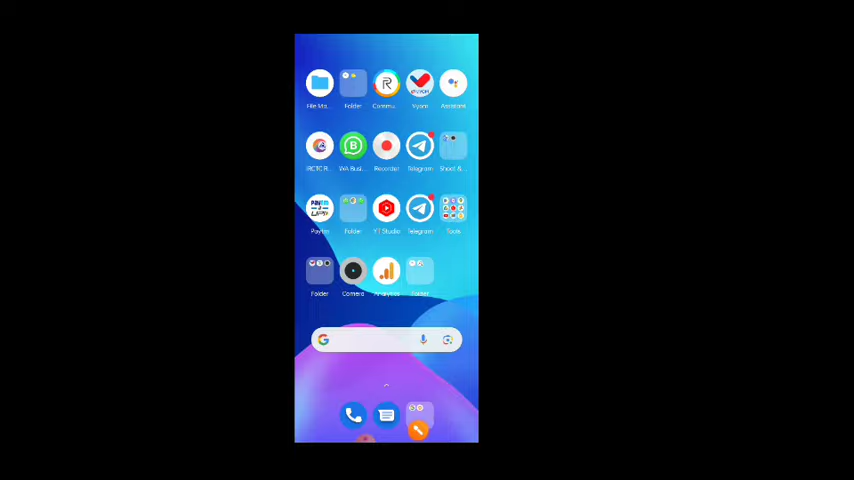 File Ma... Folder Commu... Vyom Assistant
IRCTC R... WA Busi... Recorder Telegram Shoot &...
Paytm Folder YT Studio Telegram Tools
Folder Camera Analytics Folder